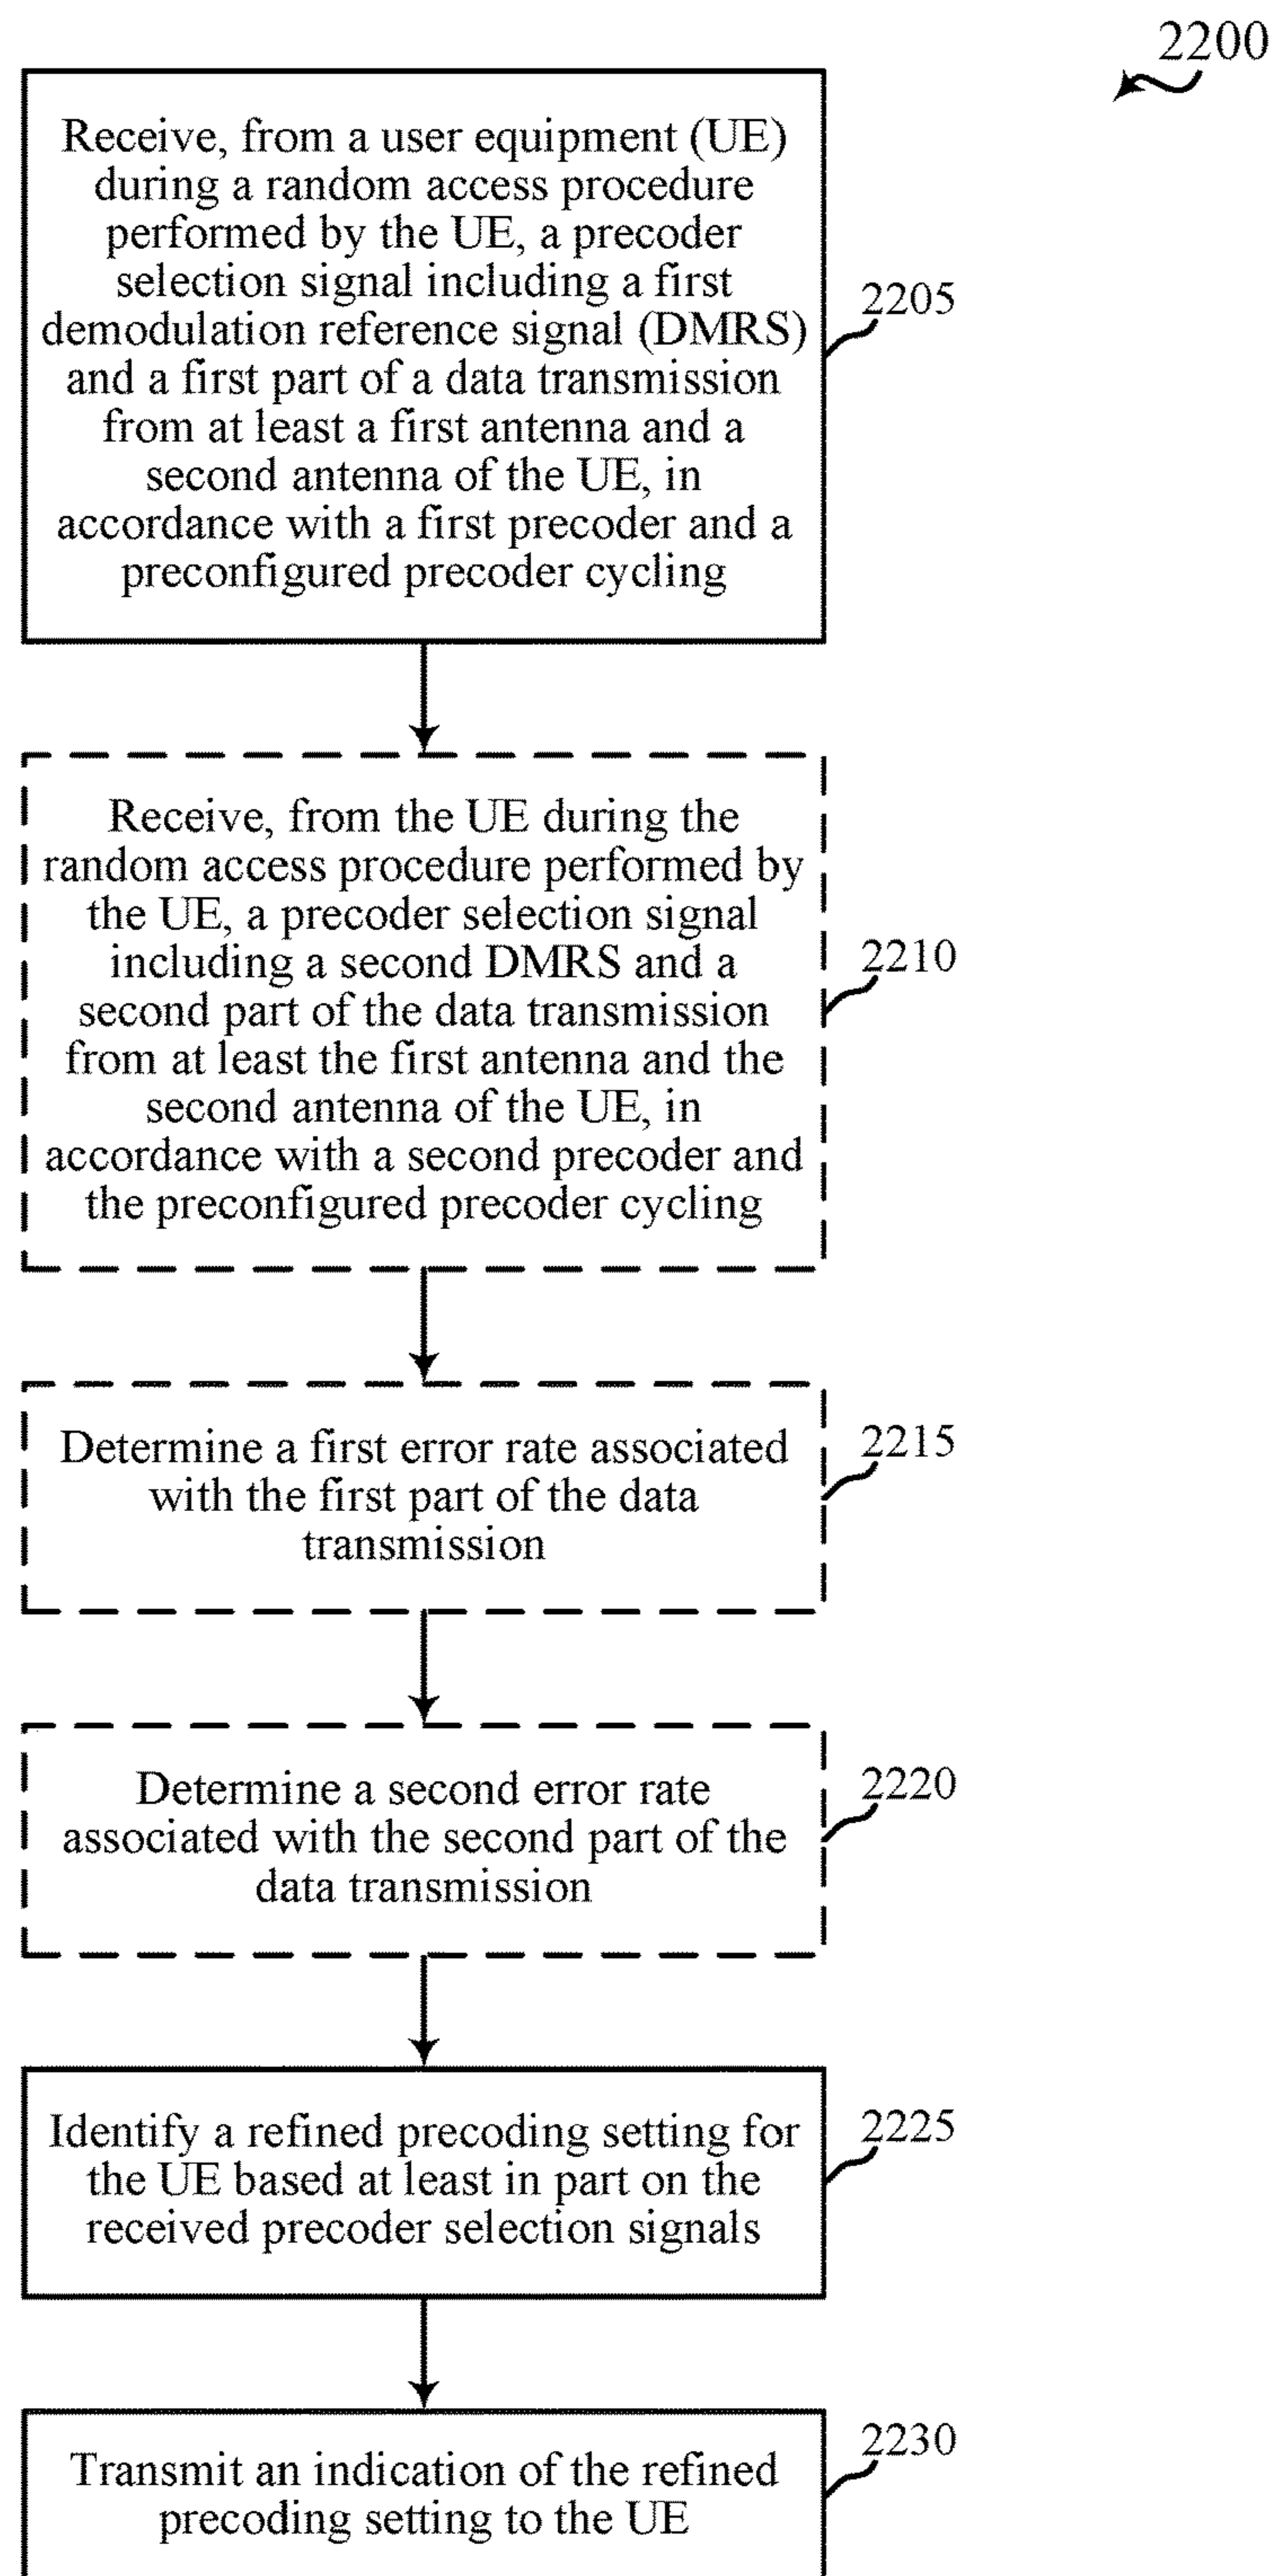 2200
Receive, from a user equipment (UE)
during a random access procedure
performed by the UE, a precoder
selection signal including a first
demodulation reference signal (DMRS)
and a first part of a data transmission
from at least a first antenna and a
second antenna of the UE, in
accordance with a first precoder and a
preconfigured precoder cycling
2205
Receive, from the UE during the
random access procedure performed by
the UE, a precoder selection signal
including a second DMRS and a
second part of the data transmission
from at least the first antenna and the
second antenna of the UE, in
accordance with a second precoder and
the preconfigured precoder cycling
2210
Determine a first error rate associated
with the first part of the data
transmission
2215
Determine a second error rate
associated with the second part of the
data transmission
2220
Identify a refined precoding setting for
the UE based at least in part on the
received precoder selection signals
2225
Transmit an indication of the refined
precoding setting to the UE
2230